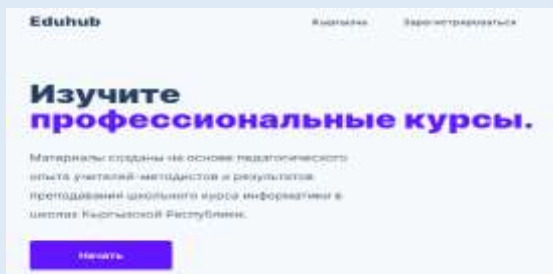 Eduhub
Кыргызча Зарегистрироваться
Изучите
профессиональные курсы.
Материалы созданы на основе педагогического
опыта учителей-методистов и результатов
преподавания школьного курса информатики в
школах Кыргызской Республики.
Начать